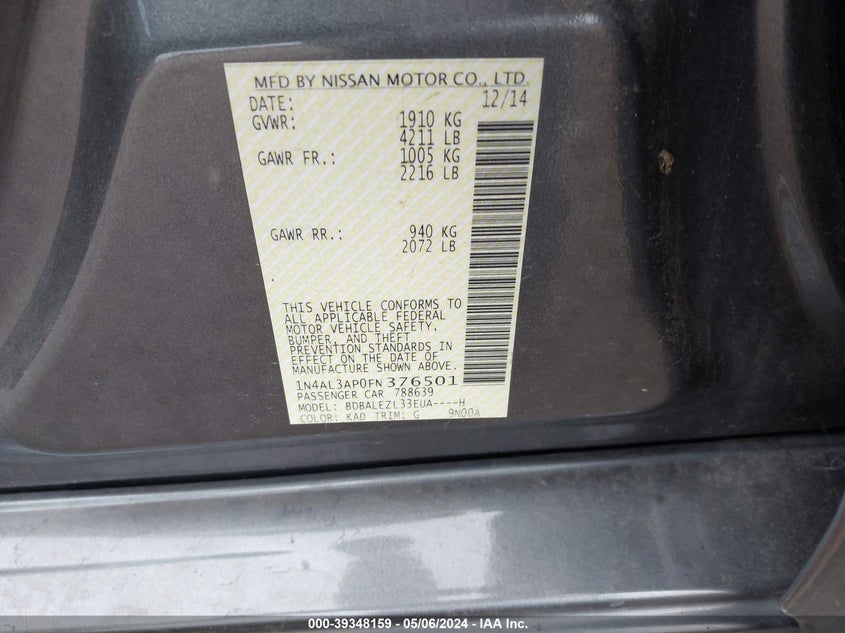 MFD BY NISSAN MOTOR CO., LTD.
DATE: 12/14
GVWR: 1910 KG
4211 LB
GAWR FR.: 1005 KG
2216 LB
GAWR RR.: 940 KG
2072 LB
THIS VEHICLE CONFORMS TO
ALL APPLICABLE FEDERAL
MOTOR VEHICLE SAFETY,
BUMPER, AND THEFT
PREVENTION STANDARDS IN
EFFECT ON THE DATE OF
MANUFACTURE SHOWN ABOVE.
1N4AL3AP0FN376501
PASSENGER CAR 788639
MODEL: BDBALEZL33EUA----H
COLOR: KAD TRIM: G 9N00A
000-39348159 - 05/06/2024 - IAA Inc.